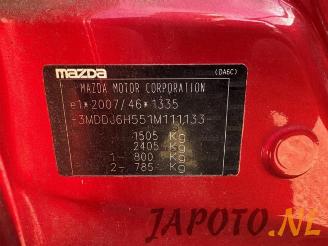 mazda
(DA6C)
MAZDA MOTOR CORPORATION
e1*2007/46*1335
-3MDDJ6H551M111133-
1505 Kg
2405 Kg
1- 800 Kg
2- 785 Kg
JAPOTO.NL